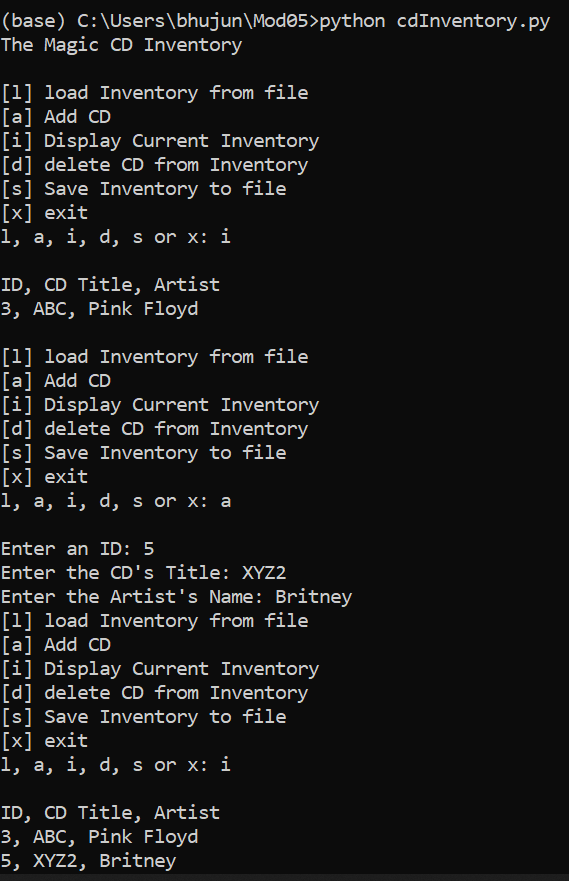 (base) C:\Users\bhujun\Mod05>python cdInventory.py
The Magic CD Inventory
[l] load Inventory from file
[a] Add CD
[i] Display Current Inventory
[d] delete CD from Inventory
[s] Save Inventory to file
[x] exit
l, a, i, d, s or x: i
ID, CD Title, Artist
3, ABC, Pink Floyd
[l] load Inventory from file
[a] Add CD
[i] Display Current Inventory
[d] delete CD from Inventory
[s] Save Inventory to file
[x] exit
l, a, i, d, s or x: a
Enter an ID: 5
Enter the CD's Title: XYZ2
Enter the Artist's Name: Britney
[l] load Inventory from file
[a] Add CD
[i] Display Current Inventory
[d] delete CD from Inventory
[s] Save Inventory to file
[x] exit
l, a, i, d, s or x: i
ID, CD Title, Artist
3, ABC, Pink Floyd
5, XYZ2, Britney